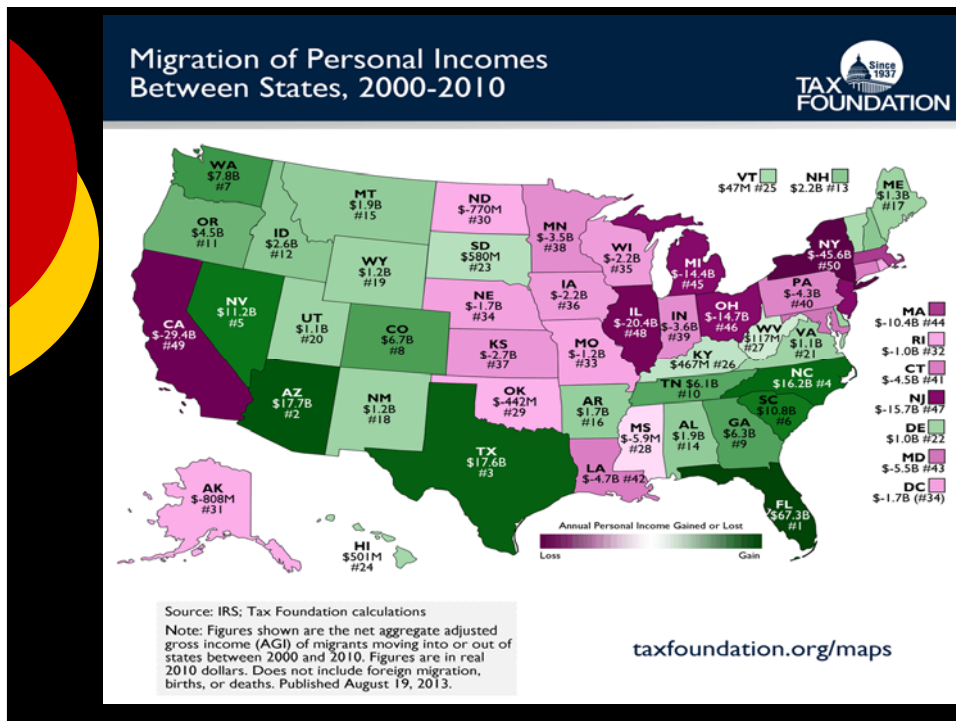 Migration of Personal Incomes
Between States, 2000-2010
Since
1937
TAX
FOUNDATION
WA
$7.8B
#7
OR
$4.5B
#11
ID
$2.6B
#12
MT
$1.9B
#15
WY
$1.2B
#19
NV
$11.2B
#5
UT
$1.1B
#20
CA
$-29.4B
#49
CO
$6.7B
#8
AZ
$17.7B
#2
NM
$1.2B
#18
ND
$-770M
#30
SD
$580M
#23
NE
$-1.7B
#34
KS
$-2.7B
#37
OK
$-442M
#29
TX
$17.6B
#3
MN
$-3.5B
#38
IA
$-2.2B
#36
MO
$-1.2B
#33
AR
$1.7B
#16
LA
$-4.7B #42
WI
$-2.2B
#35
IL
$-20.4B
#48
MI
$-14.4B
#45
IN
$-3.6B
#39
OH
$-14.7B
#46
KY
$467M #26
TN $6.1B
#10
MS
$-5.9M
#28
AL
$1.9B
#14
GA
$6.3B
#9
FL
$67.3B
#1
SC
$10.8B
#6
NC
$16.2B #4
VA
$1.1B
#21
WV
$117M
#27
PA
$-4.3B
#40
NY
$-45.6B
#50
VT
$47M #25
NH
$2.2B #13
ME
$1.3B
#17
MA
$-10.4B #44
RI
$-1.0B #32
CT
$-4.5B #41
NJ
$-15.7B #47
DE
$1.0B #22
MD
$-5.5B #43
DC
$-1.7B (#34)
AK
$-808M
#31
HI
$501M
#24
Annual Personal Income Gained or Lost
Loss
Gain
Source: IRS; Tax Foundation calculations
Note: Figures shown are the net aggregate adjusted
gross income (AGI) of migrants moving into or out of
states between 2000 and 2010. Figures are in real
2010 dollars. Does not include foreign migration,
births, or deaths. Published August 19, 2013.
taxfoundation.org/maps